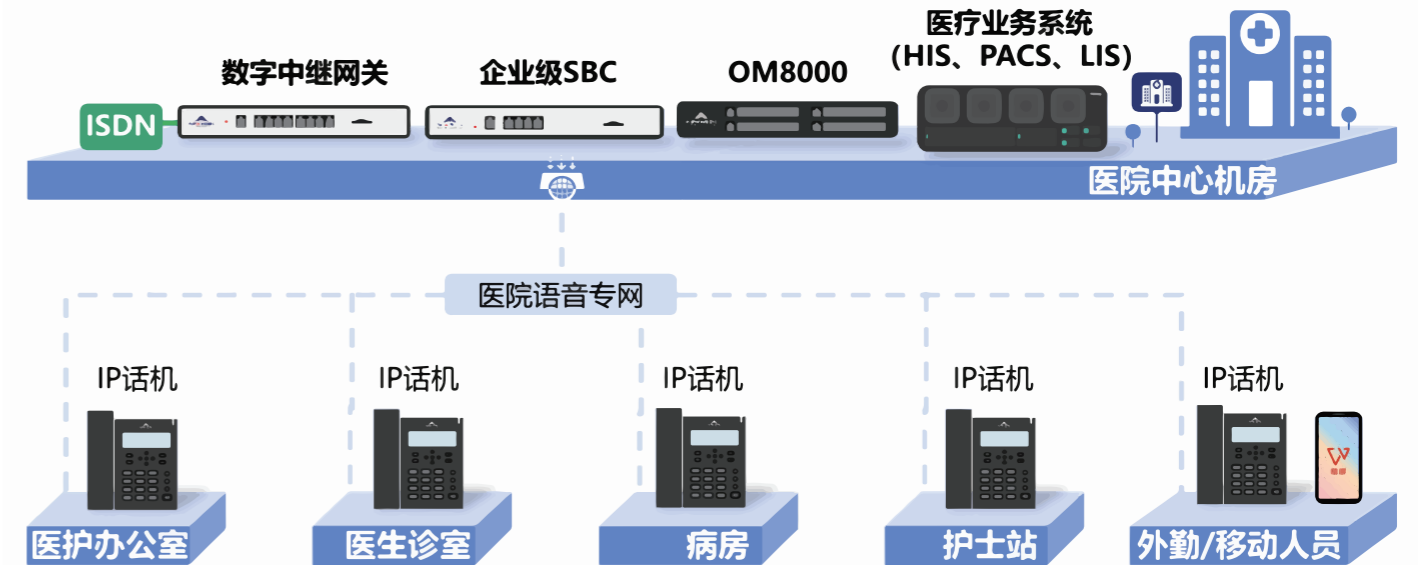 医疗业务系统
(HIS、PACS、LIS)
数字中继网关
企业级SBC
OM8000
ISDN
医院中心机房
医院语音专网
IP话机
IP话机
IP话机
IP话机
IP话机
医护办公室
医生诊室
病房
护士站
外勤/移动人员